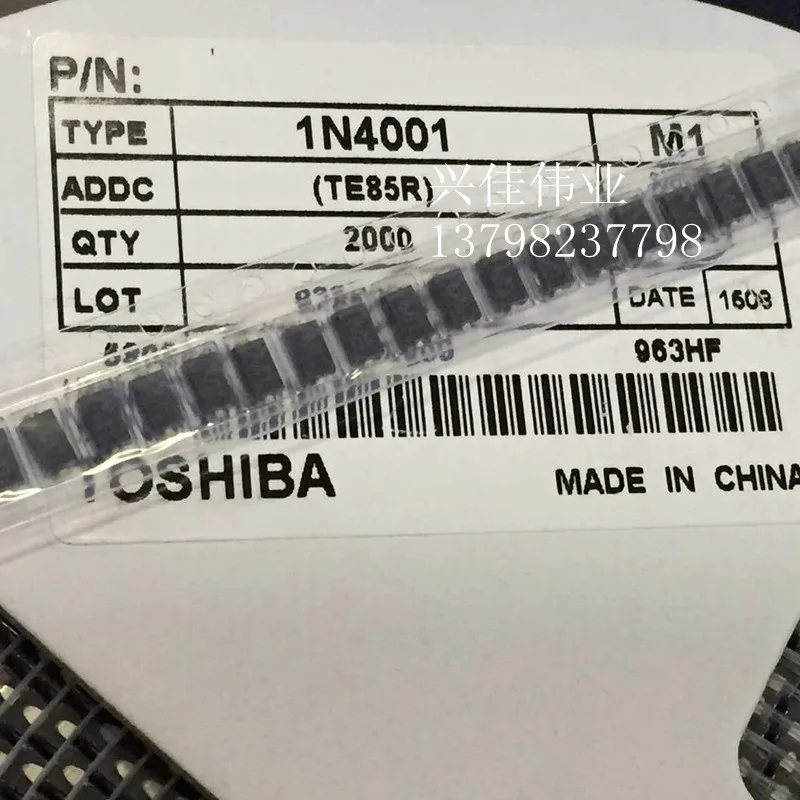 P/N:
TYPE 1N4001 M1
ADDC (TE85R) 兴佳伟业
QTY 2000 13798237798
LOT DATE 1608
963HF
TOSHIBA MADE IN CHINA